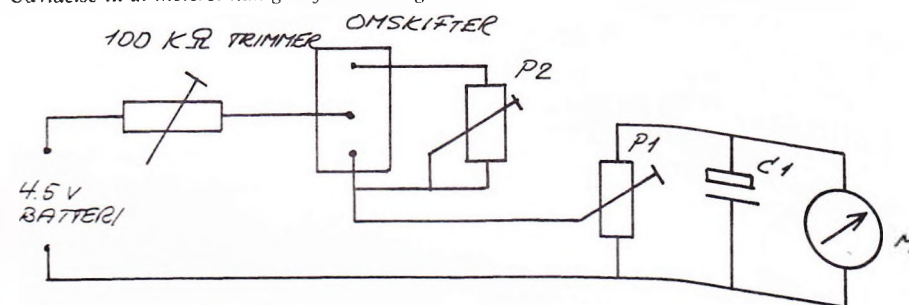 OMSKIFTER
100 KΩ TRIMMER
P2
P1
C1
4.5 V
BATTERI